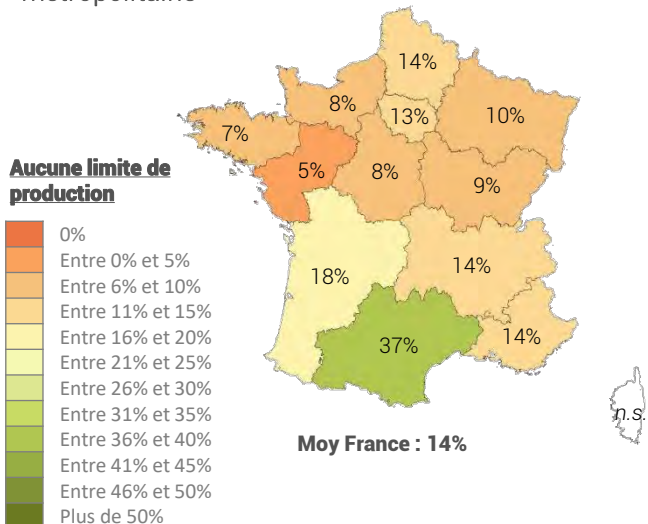 métropolitaine
14%
8%
13%
10%
7%
5%
8%
9%
18%
14%
14%
37%
n.s.
Moy France : 14%
Aucune limite de
production
0%
Entre 0% et 5%
Entre 6% et 10%
Entre 11% et 15%
Entre 16% et 20%
Entre 21% et 25%
Entre 26% et 30%
Entre 31% et 35%
Entre 36% et 40%
Entre 41% et 45%
Entre 46% et 50%
Plus de 50%